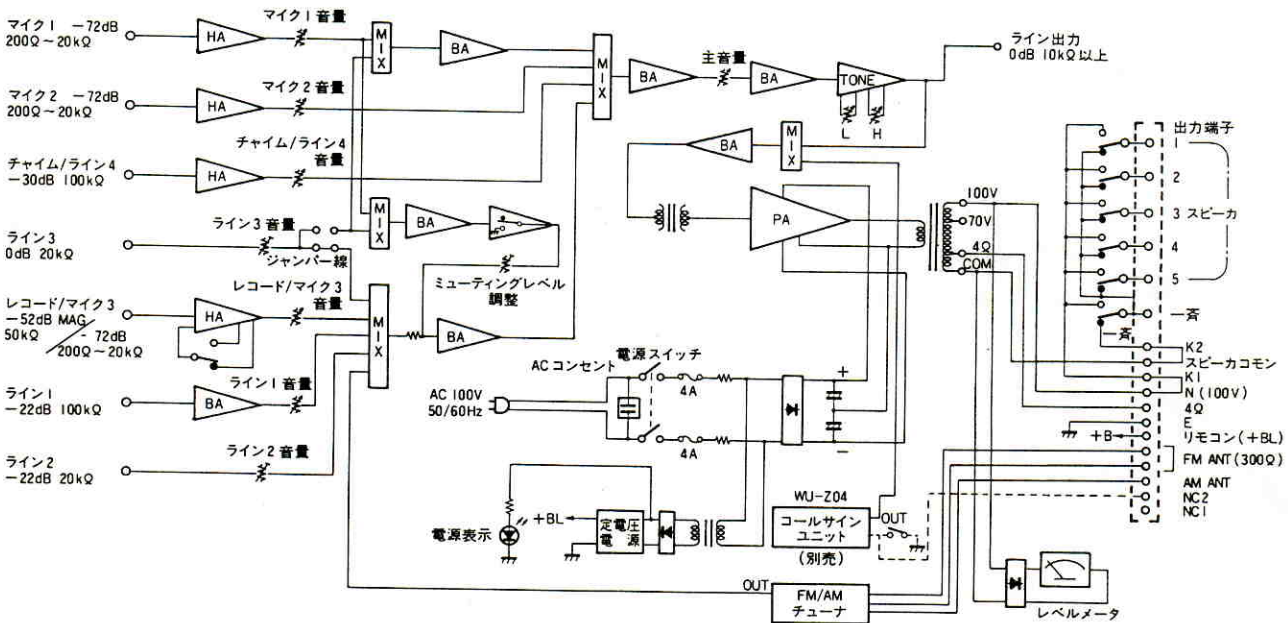 マイク1 −72dB
200Ω〜20kΩ
HA
マイク1音量
MIX
BA
マイク2 −72dB
200Ω〜20kΩ
HA
マイク2音量
MIX
BA
主音量
BA
TONE
L
H
ライン出力
0dB 10kΩ以上
チャイム/ライン4
−30dB 100kΩ
HA
チャイム/ライン4
音量
ライン3
0dB 20kΩ
ライン3音量
ジャンパー線
MIX
BA
ミューティングレベル
調整
レコード/マイク3
−52dB MAG
50kΩ
−72dB
200Ω〜20kΩ
HA
レコード/マイク3
音量
MIX
BA
ライン1
−22dB 100kΩ
BA
ライン1音量
ライン2
−22dB 20kΩ
ライン2音量
BA
MIX
PA
100V
70V
4Ω
COM
出力端子
1
2
3 スピーカ
4
5
一斉
一斉
K2
スピーカコモン
K1
N(100V)
4Ω
E
+B
リモコン(+BL)
FM ANT(300Ω)
AM ANT
NC2
NC1
ACコンセント
電源スイッチ
AC 100V
50/60Hz
4A
4A
+
−
電源表示
+BL
定電圧
電源
WU-Z04
コールサイン
ユニット
(別売)
OUT
OUT
FM/AM
チューナ
レベルメータ